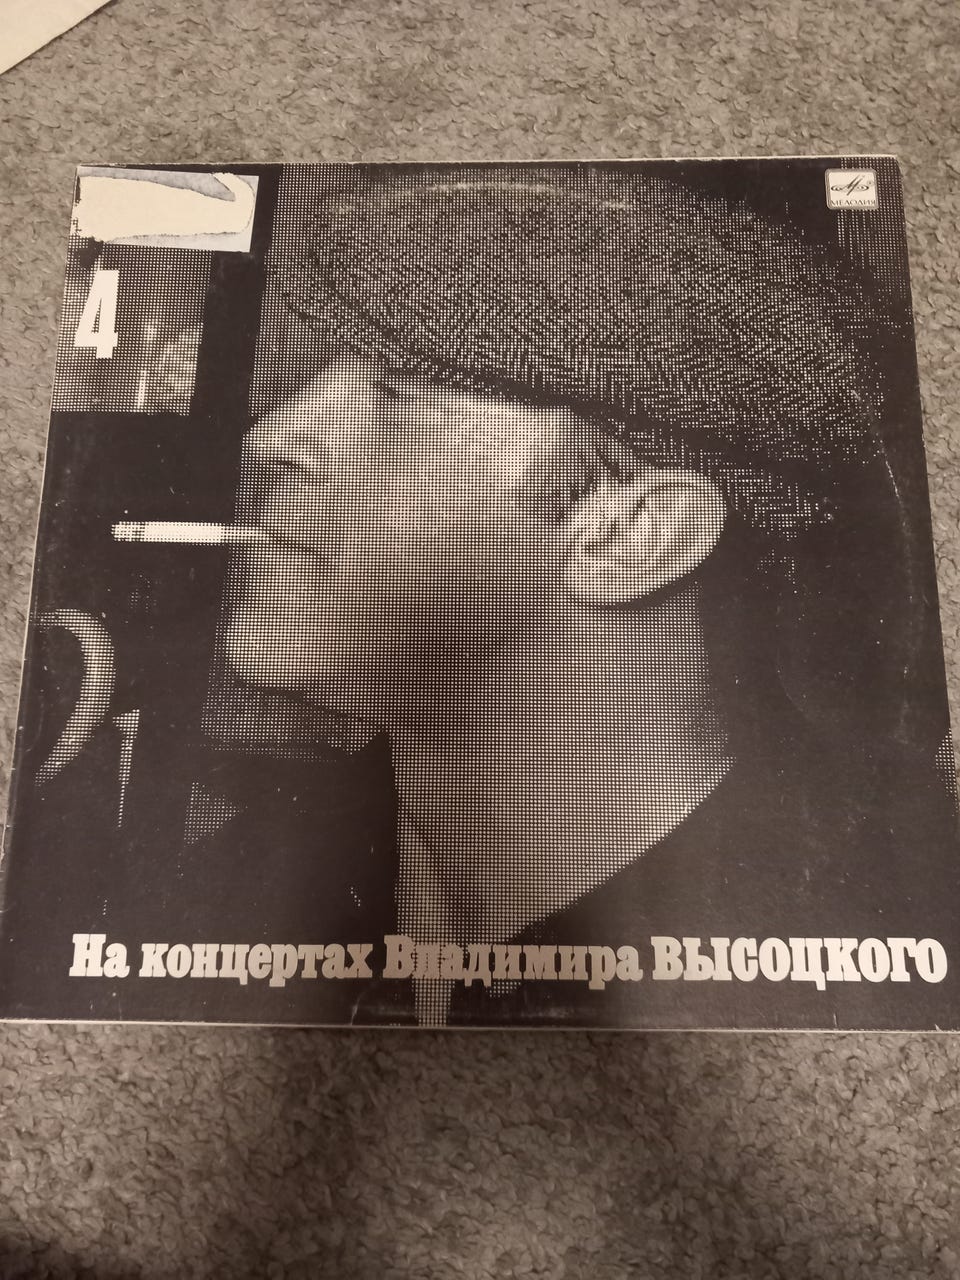 МЕЛОДИЯ
4
На концертах Владимира ВЫСОЦКОГО